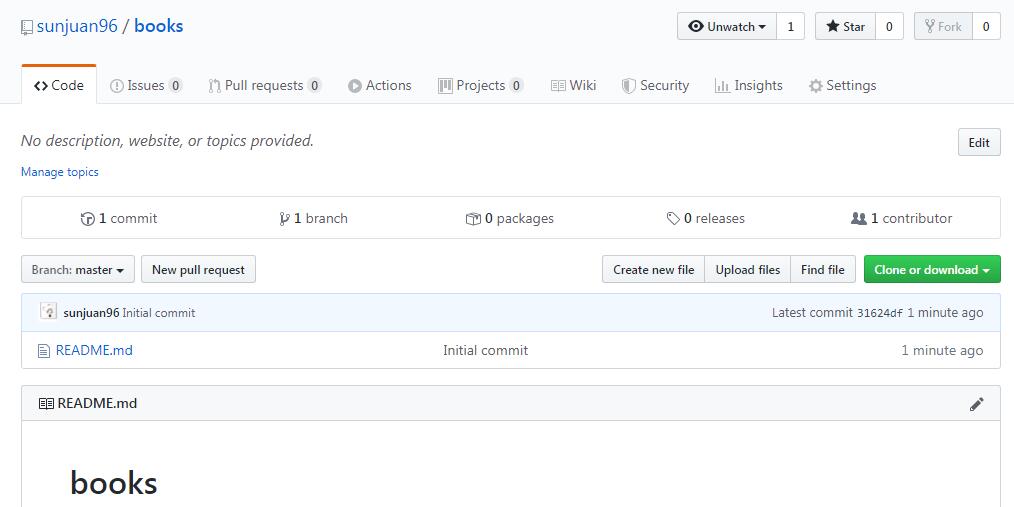 sunjuan96 / books Unwatch 1 Star 0 Fork 0
Code Issues 0 Pull requests 0 Actions Projects 0 Wiki Security Insights Settings
No description, website, or topics provided. Edit
Manage topics
1 commit 1 branch 0 packages 0 releases 1 contributor
Branch: master New pull request Create new file Upload files Find file Clone or download
sunjuan96 Initial commit Latest commit 31624df 1 minute ago
README.md Initial commit 1 minute ago
README.md
books